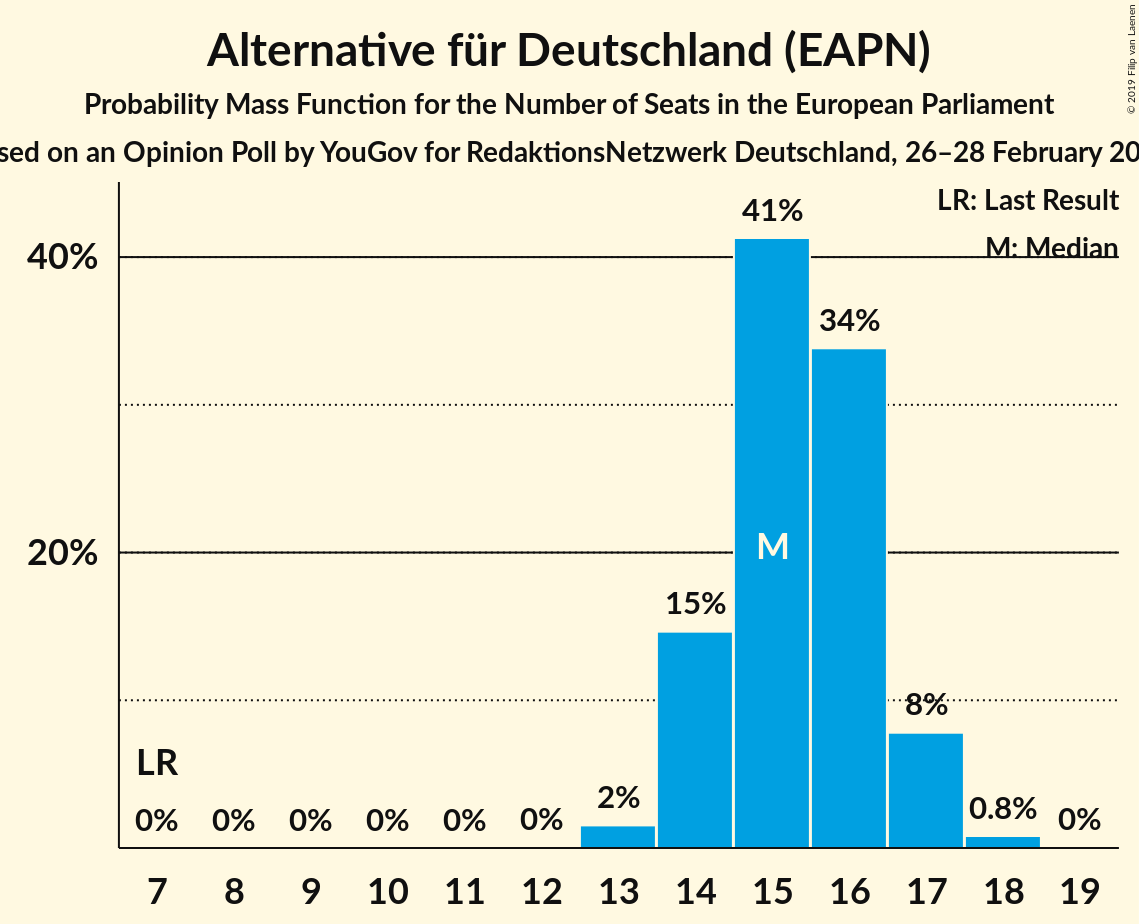 Alternative für Deutschland (EAPN)
Probability Mass Function for the Number of Seats in the European Parliament
sed on an Opinion Poll by YouGov for RedaktionsNetzwerk Deutschland, 26–28 February 20
© 2019 Filip van Laenen
LR: Last Result
M: Median
41%
40%
34%
M
20%
15%
8%
LR
2%
0.8%
0% 0% 0% 0% 0% 0% 0%
7 8 9 10 11 12 13 14 15 16 17 18 19